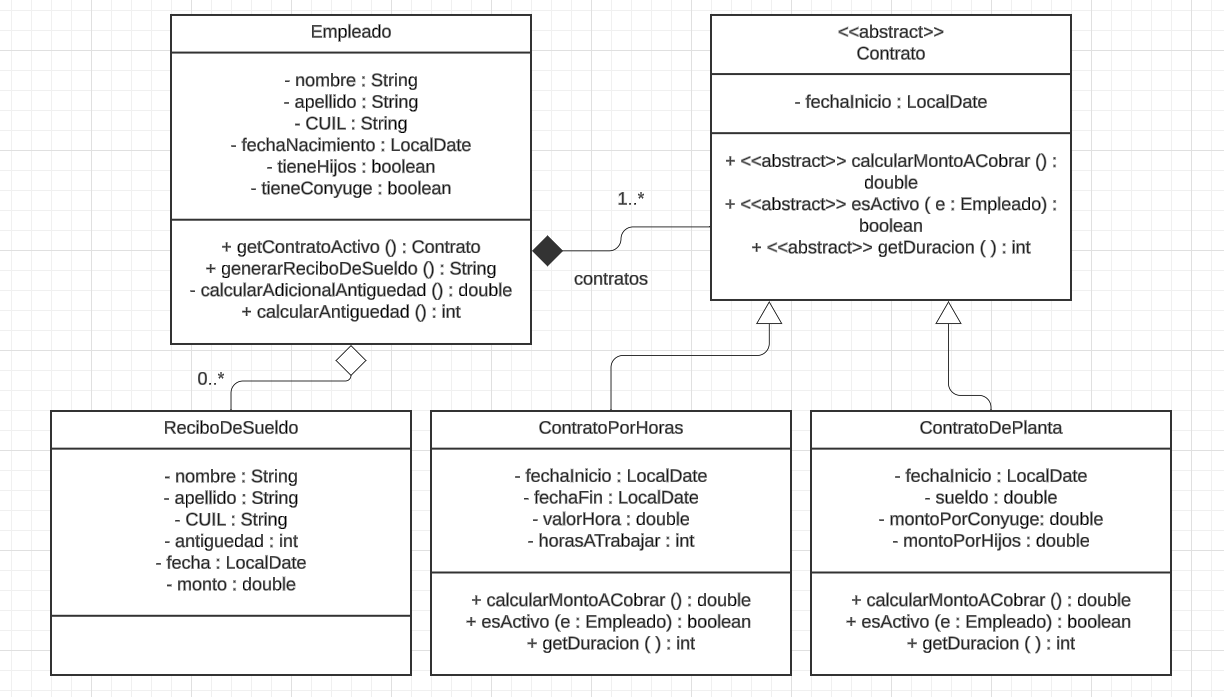 Empleado
- nombre : String
- apellido : String
- CUIL : String
- fechaNacimiento : LocalDate
- tieneHijos : boolean
- tieneConyuge : boolean
+ getContratoActivo () : Contrato
+ generarReciboDeSueldo () : String
- calcularAdicionalAntiguedad () : double
+ calcularAntiguedad () : int
<<abstract>>
Contrato
- fechaInicio : LocalDate
+ <<abstract>> calcularMontoACobrar () :
double
+ <<abstract>> esActivo ( e : Empleado) :
boolean
+ <<abstract>> getDuracion ( ) : int
1..*
contratos
0..*
ReciboDeSueldo
- nombre : String
- apellido : String
- CUIL : String
- antiguedad : int
- fecha : LocalDate
- monto : double
ContratoPorHoras
- fechaInicio : LocalDate
- fechaFin : LocalDate
- valorHora : double
- horasATrabajar : int
+ calcularMontoACobrar () : double
+ esActivo (e : Empleado) : boolean
+ getDuracion ( ) : int
ContratoDePlanta
- fechaInicio : LocalDate
- sueldo : double
- montoPorConyuge: double
- montoPorHijos : double
+ calcularMontoACobrar () : double
+ esActivo (e : Empleado) : boolean
+ getDuracion ( ) : int